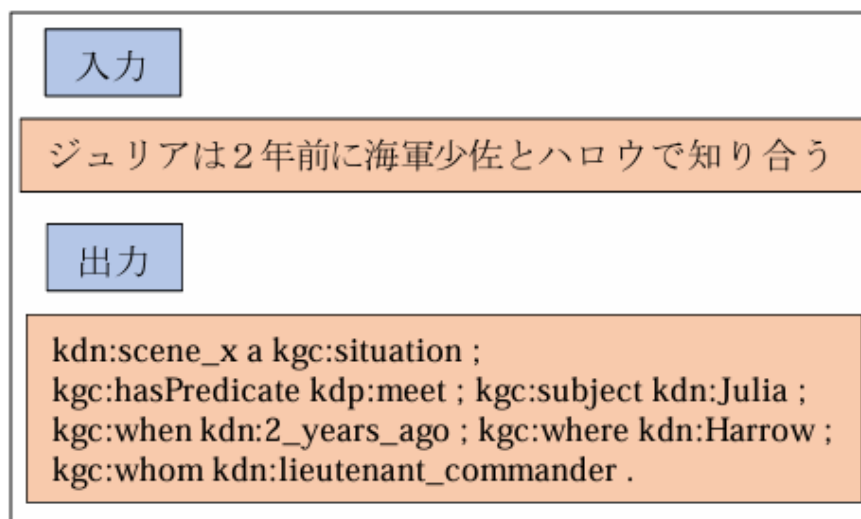 入力
ジュリアは２年前に海軍少佐とハロウで知り合う
出力
kdn:scene_x a kgc:situation ;
kgc:hasPredicate kdp:meet ; kgc:subject kdn:Julia ;
kgc:when kdn:2_years_ago ; kgc:where kdn:Harrow ;
kgc:whom kdn:lieutenant_commander .